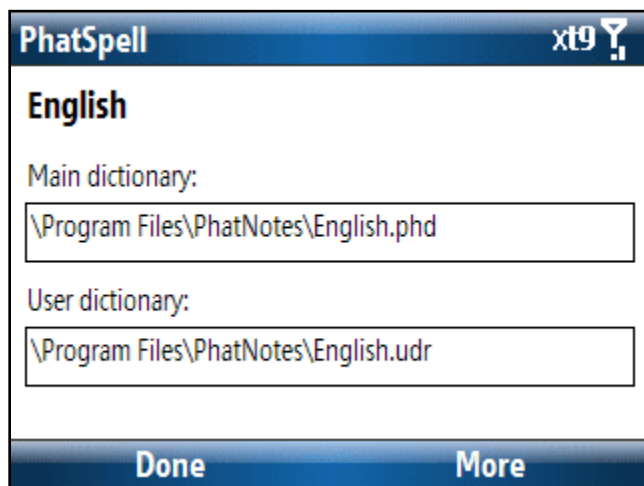 PhatSpell xt9
English
Main dictionary:
\Program Files\PhatNotes\English.phd
User dictionary:
\Program Files\PhatNotes\English.udr
Done More